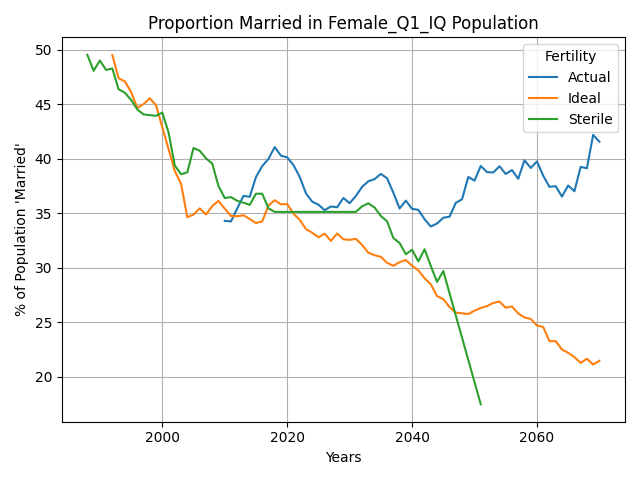 Proportion Married in Female_Q1_IQ Population
% of Population 'Married'
50
45
40
35
30
25
20
Fertility
Actual
Ideal
Sterile
2000
2020
2040
2060
Years